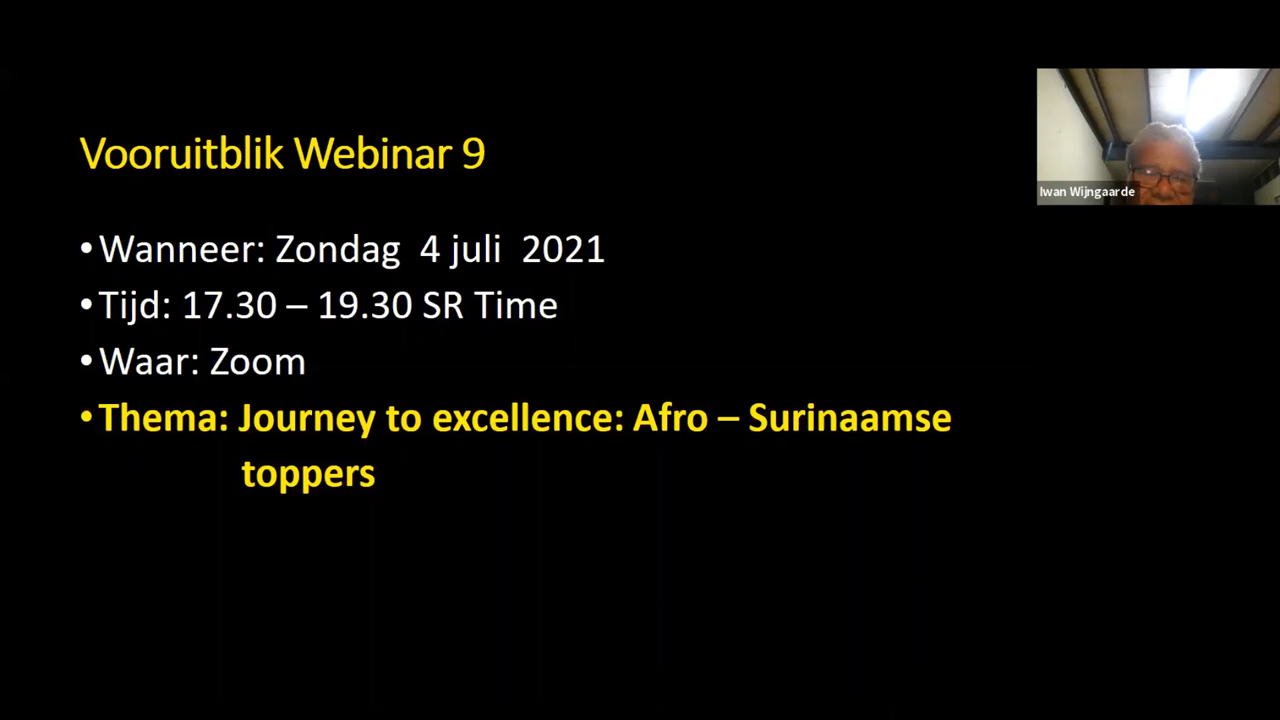 Vooruitblik Webinar 9
Iwan Wijngaarde
•Wanneer: Zondag 4 juli 2021
•Tijd: 17.30 – 19.30 SR Time
•Waar: Zoom
•Thema: Journey to excellence: Afro – Surinaamse
toppers